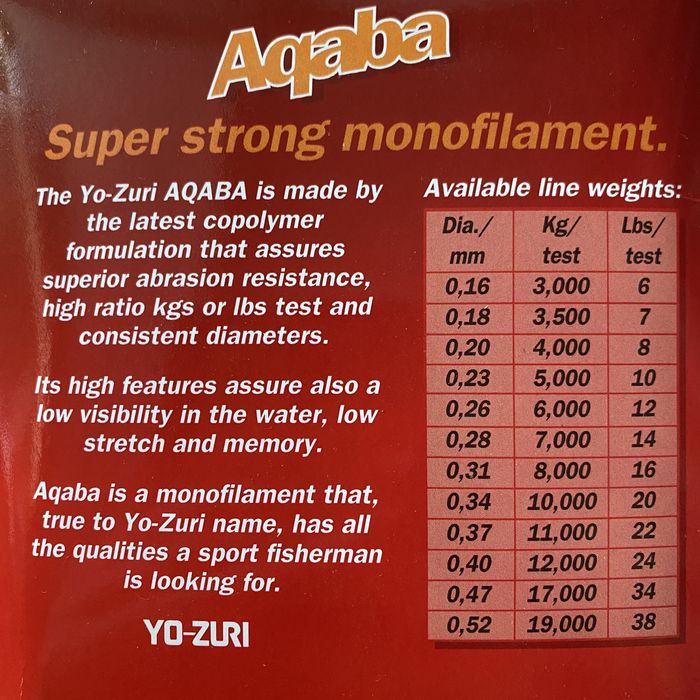 Aqaba
Super strong monofilament.
The Yo-Zuri AQABA is made by
the latest copolymer
formulation that assures
superior abrasion resistance,
high ratio kgs or lbs test and
consistent diameters.
Its high features assure also a
low visibility in the water, low
stretch and memory.
Aqaba is a monofilament that,
true to Yo-Zuri name, has all
the qualities a sport fisherman
is looking for.
YO-ZURI
Available line weights:
Dia./ Kg/ Lbs/
mm test test
0,16 3,000 6
0,18 3,500 7
0,20 4,000 8
0,23 5,000 10
0,26 6,000 12
0,28 7,000 14
0,31 8,000 16
0,34 10,000 20
0,37 11,000 22
0,40 12,000 24
0,47 17,000 34
0,52 19,000 38